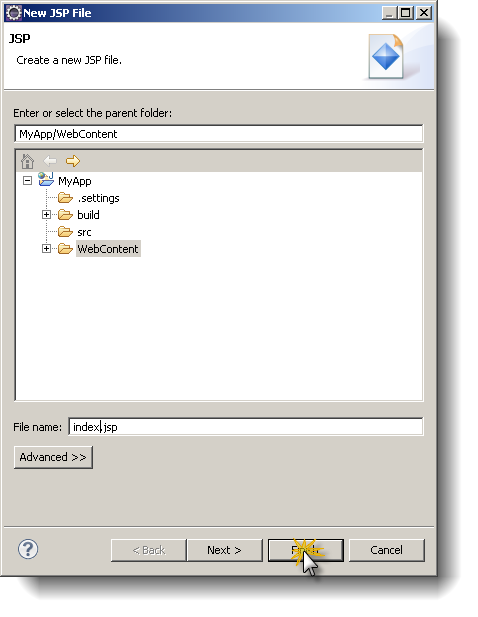 New JSP File
JSP
Create a new JSP file.
Enter or select the parent folder:
MyApp/WebContent
MyApp
.settings
build
src
WebContent
File name: index.jsp
Advanced >>
< Back Next > Cancel